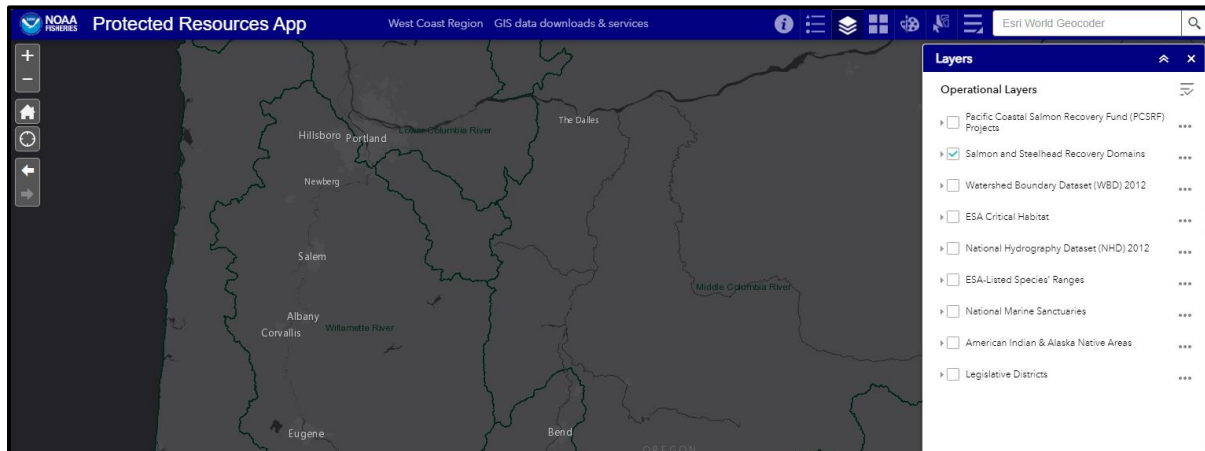 NOAA
FISHERIES
Protected Resources App
West Coast Region GIS data downloads & services
Esri World Geocoder
Layers
Operational Layers
Pacific Coastal Salmon Recovery Fund (PCSRF)
Projects
Salmon and Steelhead Recovery Domains
Watershed Boundary Dataset (WBD) 2012
ESA Critical Habitat
National Hydrography Dataset (NHD) 2012
ESA-Listed Species' Ranges
National Marine Sanctuaries
American Indian & Alaska Native Areas
Legislative Districts
The Dalles
Hillsboro Portland Lower Columbia River
Newberg
Salem
Middle Columbia River
Albany
Willamette River
Corvallis
Eugene
Bend
OREGON